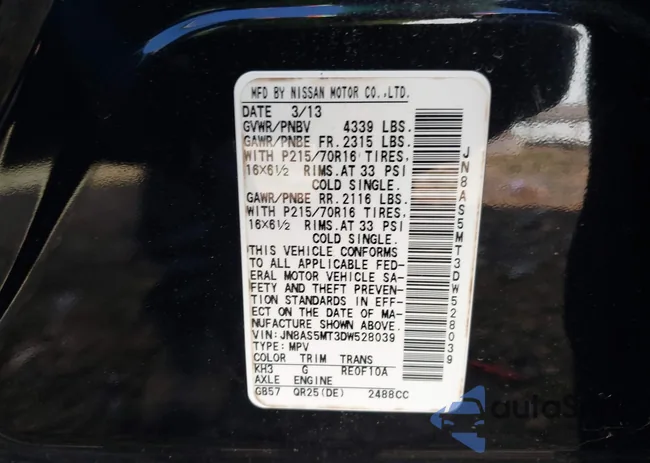 MFD BY NISSAN MOTOR CO.,LTD.
DATE 3/13
GVWR/PNBV 4339 LBS.
GAWR/PNBE FR.2315 LBS.
WITH P215/70R16 TIRES,
16X6½ RIMS.AT 33 PSI
COLD SINGLE.
GAWR/PNBE RR.2116 LBS.
WITH P215/70R16 TIRES,
16X6½ RIMS.AT 33 PSI
COLD SINGLE.
THIS VEHICLE CONFORMS
TO ALL APPLICABLE FED-
ERAL MOTOR VEHICLE SA-
FETY AND THEFT PREVEN-
TION STANDARDS IN EFF-
ECT ON THE DATE OF MA-
NUFACTURE SHOWN ABOVE.
VIN:JN8AS5MT3DW528039
TYPE:MPV
COLOR TRIM TRANS
KH3 G RE0F10A
AXLE ENGINE
GB57 QR25(DE) 2488CC
JN8AS5MT3DW528039